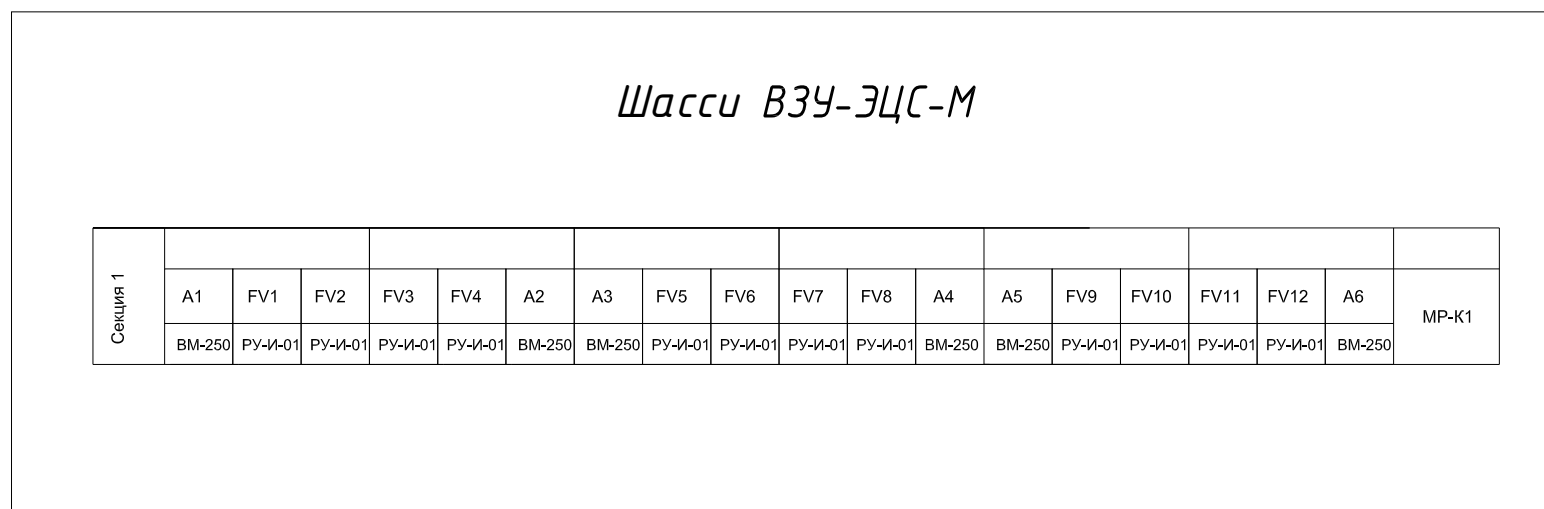 Шасси ВЗУ-ЭЦС-М
Секция 1
A1 FV1 FV2 FV3 FV4 A2 A3 FV5 FV6 FV7 FV8 A4 A5 FV9 FV10 FV11 FV12 A6 МР-К1
ВМ-250 РУ-И-01 РУ-И-01 РУ-И-01 РУ-И-01 ВМ-250 ВМ-250 РУ-И-01 РУ-И-01 РУ-И-01 РУ-И-01 ВМ-250 ВМ-250 РУ-И-01 РУ-И-01 РУ-И-01 РУ-И-01 ВМ-250